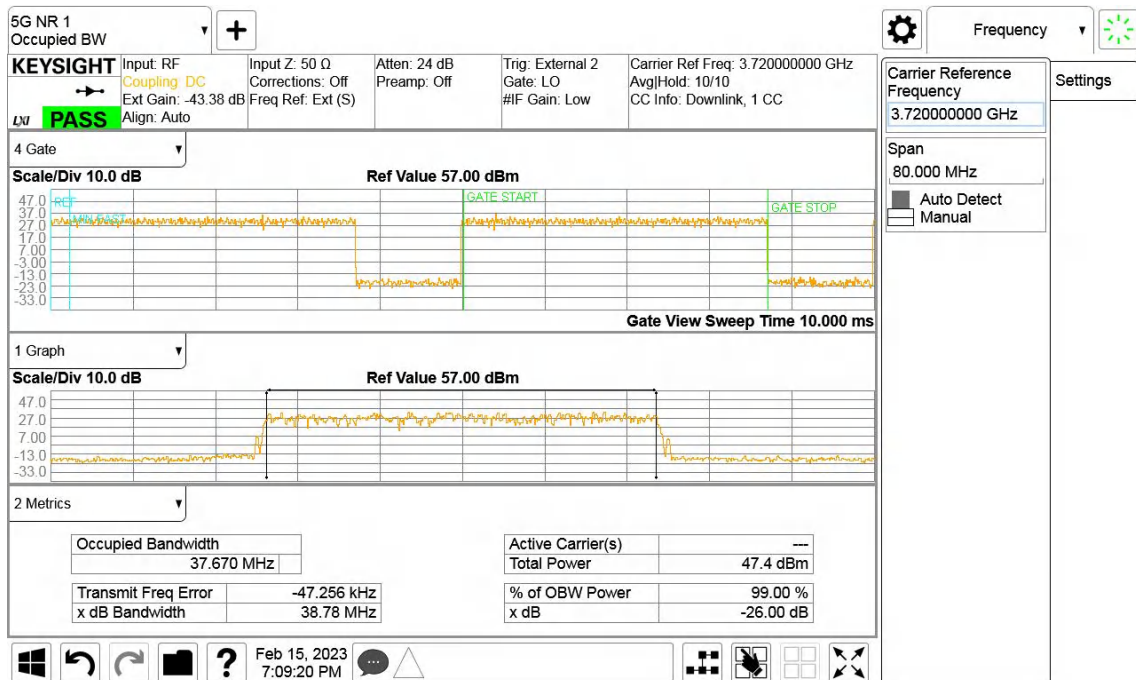 5G NR 1
Occupied BW
Frequency
KEYSIGHT
LXI
PASS
Input: RF
Coupling: DC
Ext Gain: -43.38 dB
Align: Auto
Input Z: 50 Ω
Corrections: Off
Freq Ref: Ext (S)
Atten: 24 dB
Preamp: Off
Trig: External 2
Gate: LO
#IF Gain: Low
Carrier Ref Freq: 3.720000000 GHz
Avg|Hold: 10/10
CC Info: Downlink, 1 CC
Carrier Reference
Frequency
3.720000000 GHz
Span
80.000 MHz
Auto Detect
Manual
Settings
4 Gate
Scale/Div 10.0 dB
Ref Value 57.00 dBm
47.0
37.0
27.0
17.0
7.00
-3.00
-13.0
-23.0
-33.0
REF
MIN FAST
GATE START
GATE STOP
Gate View Sweep Time 10.000 ms
1 Graph
Scale/Div 10.0 dB
Ref Value 57.00 dBm
47.0
27.0
7.00
-13.0
-33.0
2 Metrics
Occupied Bandwidth
37.670 MHz
Transmit Freq Error -47.256 kHz
x dB Bandwidth 38.78 MHz
Active Carrier(s) ---
Total Power 47.4 dBm
% of OBW Power 99.00 %
x dB -26.00 dB
?
Feb 15, 2023
7:09:20 PM